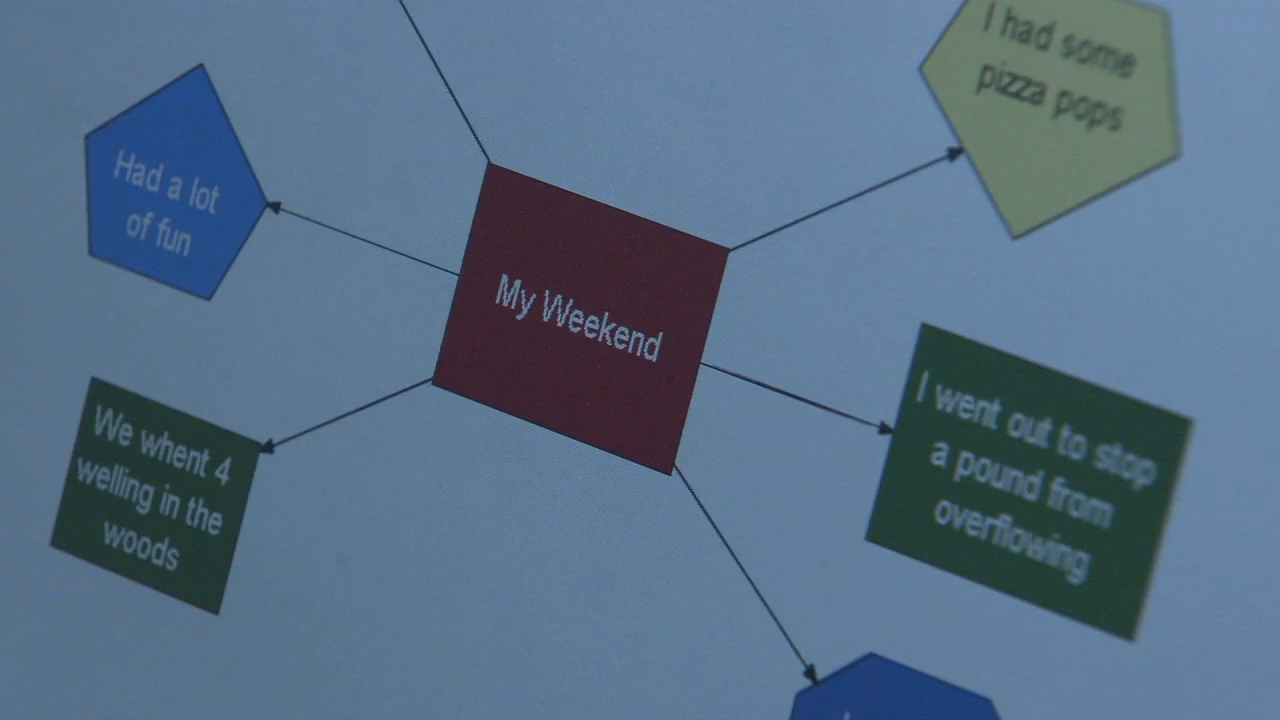 I had some
pizza pops
Had a lot
of fun
My Weekend
I went out to stop
a pound from
overflowing
We whent 4
welling in the
woods